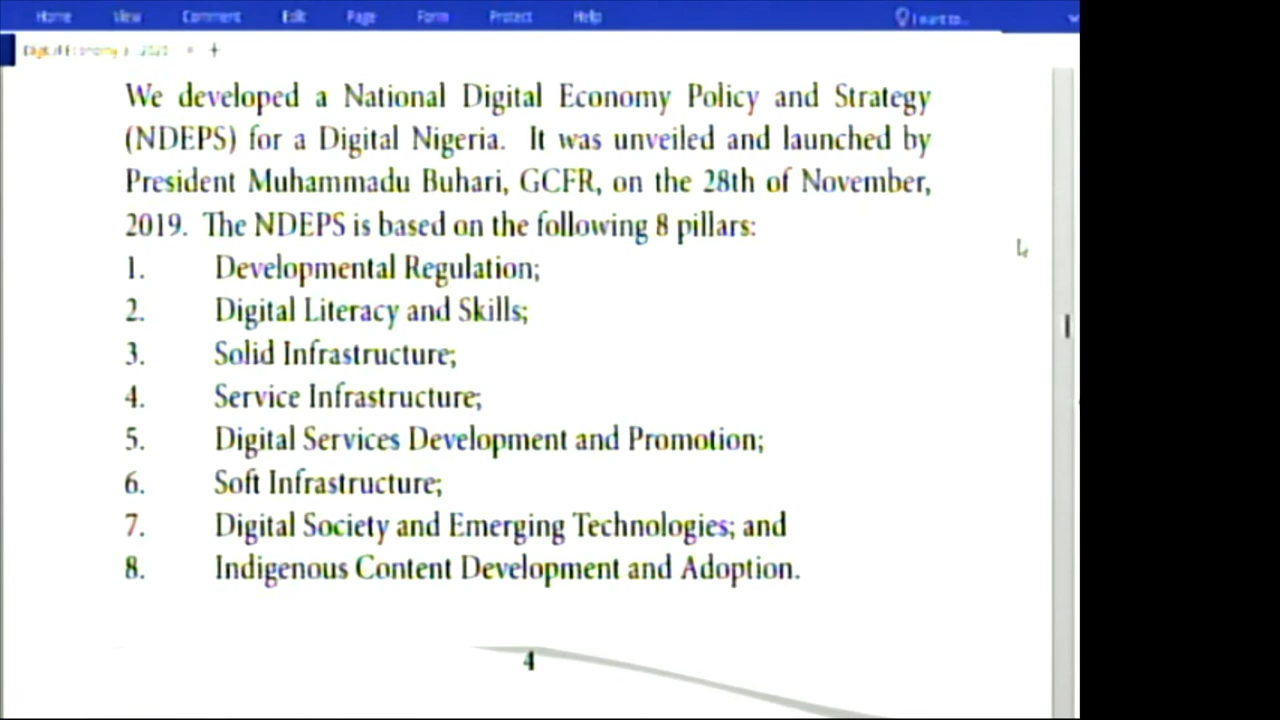 Home View Comment Edit Page Form Protect Help I want to...
Digital Economy
We developed a National Digital Economy Policy and Strategy
(NDEPS) for a Digital Nigeria. It was unveiled and launched by
President Muhammadu Buhari, GCFR, on the 28th of November,
2019. The NDEPS is based on the following 8 pillars:
1. Developmental Regulation;
2. Digital Literacy and Skills;
3. Solid Infrastructure;
4. Service Infrastructure;
5. Digital Services Development and Promotion;
6. Soft Infrastructure;
7. Digital Society and Emerging Technologies; and
8. Indigenous Content Development and Adoption.
4